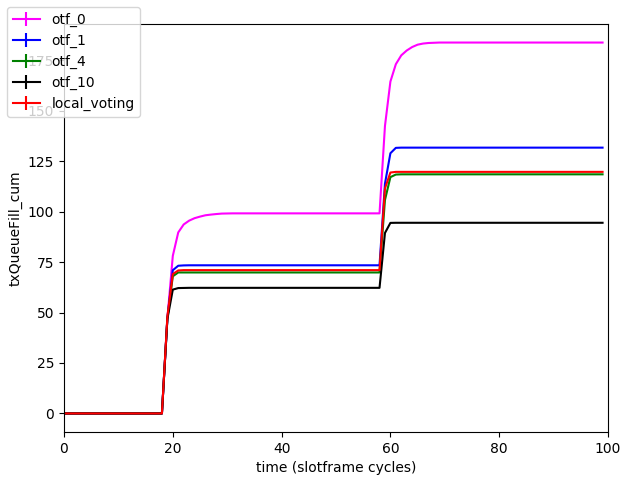 otf_0
otf_1
otf_4
otf_10
local_voting
175
150
125
100
75
50
25
0
txQueueFill_cum
0 20 40 60 80 100
time (slotframe cycles)